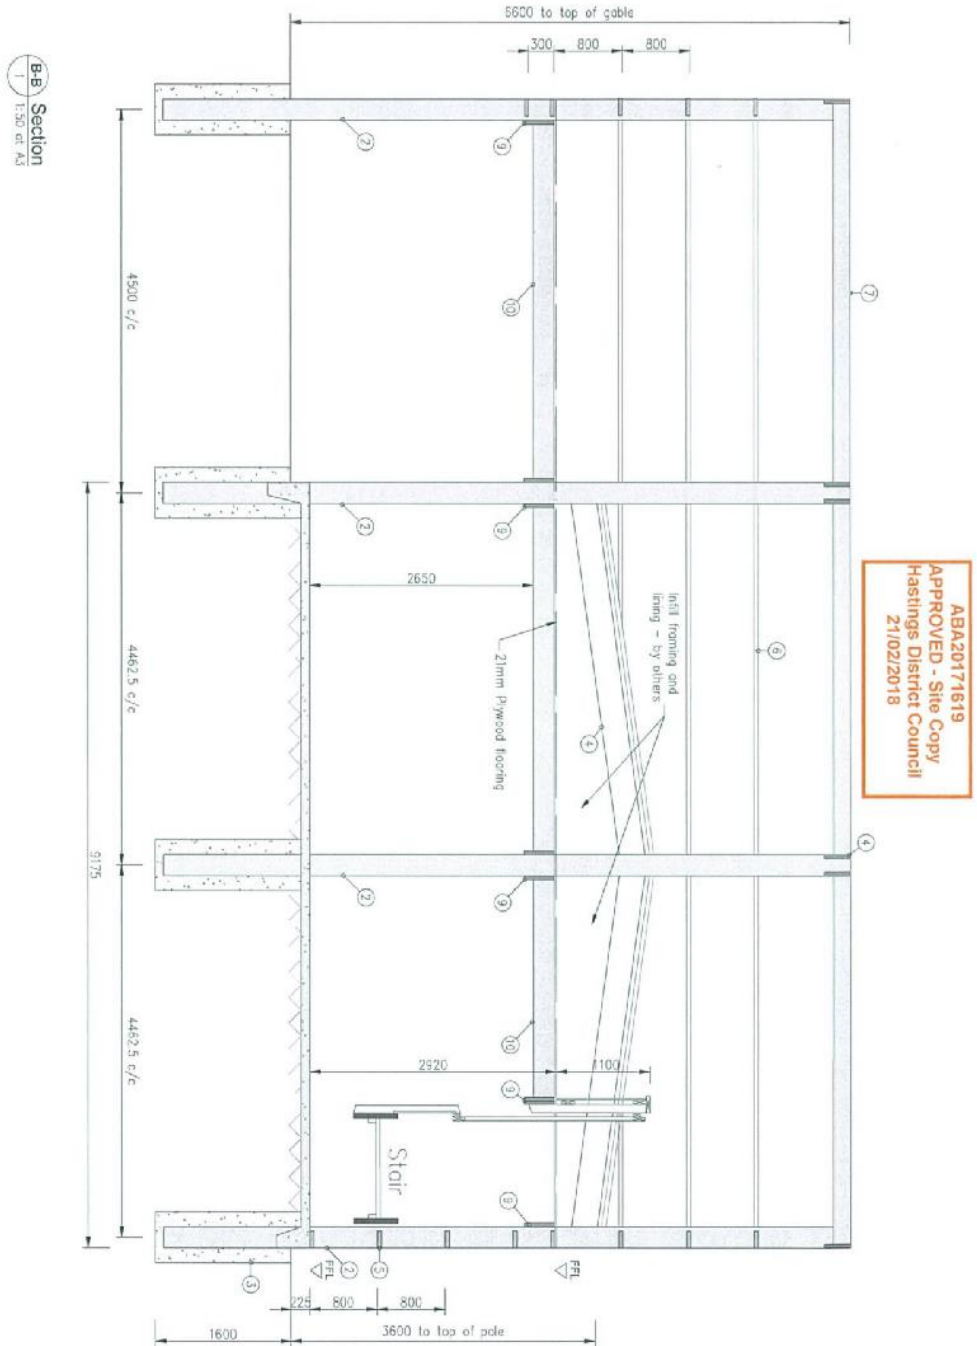 6600 to top of gable
300
800
800
B-B
1
Section
1:50 at A3
2
9
10
7
4500 c/c
2
9
2650
4462.5 c/c
21mm Plywood flooring
Infill framing and
lining - by others
4
6
ABA20171619
APPROVED - Site Copy
Hastings District Council
21/02/2018
4
9175
2
9
10
4462.5 c/c
2920
1100
9
Stair
9
3
2
5
FFL
FFL
225
800
800
1600
3600 to top of pole